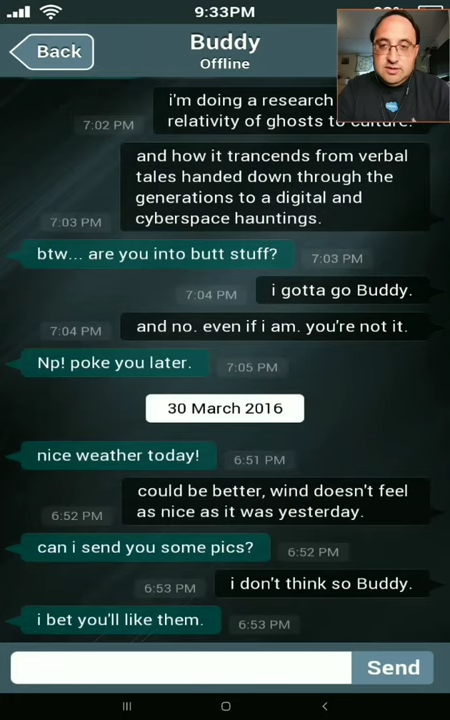 9:33PM
Back
Buddy
Offline
i'm doing a research
relativity of ghosts to culture.
7:02 PM
and how it trancends from verbal
tales handed down through the
generations to a digital and
cyberspace hauntings.
7:03 PM
btw... are you into butt stuff?
7:03 PM
i gotta go Buddy.
7:04 PM
and no. even if i am. you're not it.
7:04 PM
Np! poke you later.
7:05 PM
30 March 2016
nice weather today!
6:51 PM
could be better, wind doesn't feel
as nice as it was yesterday.
6:52 PM
can i send you some pics?
6:52 PM
i don't think so Buddy.
6:53 PM
i bet you'll like them.
6:53 PM
Send